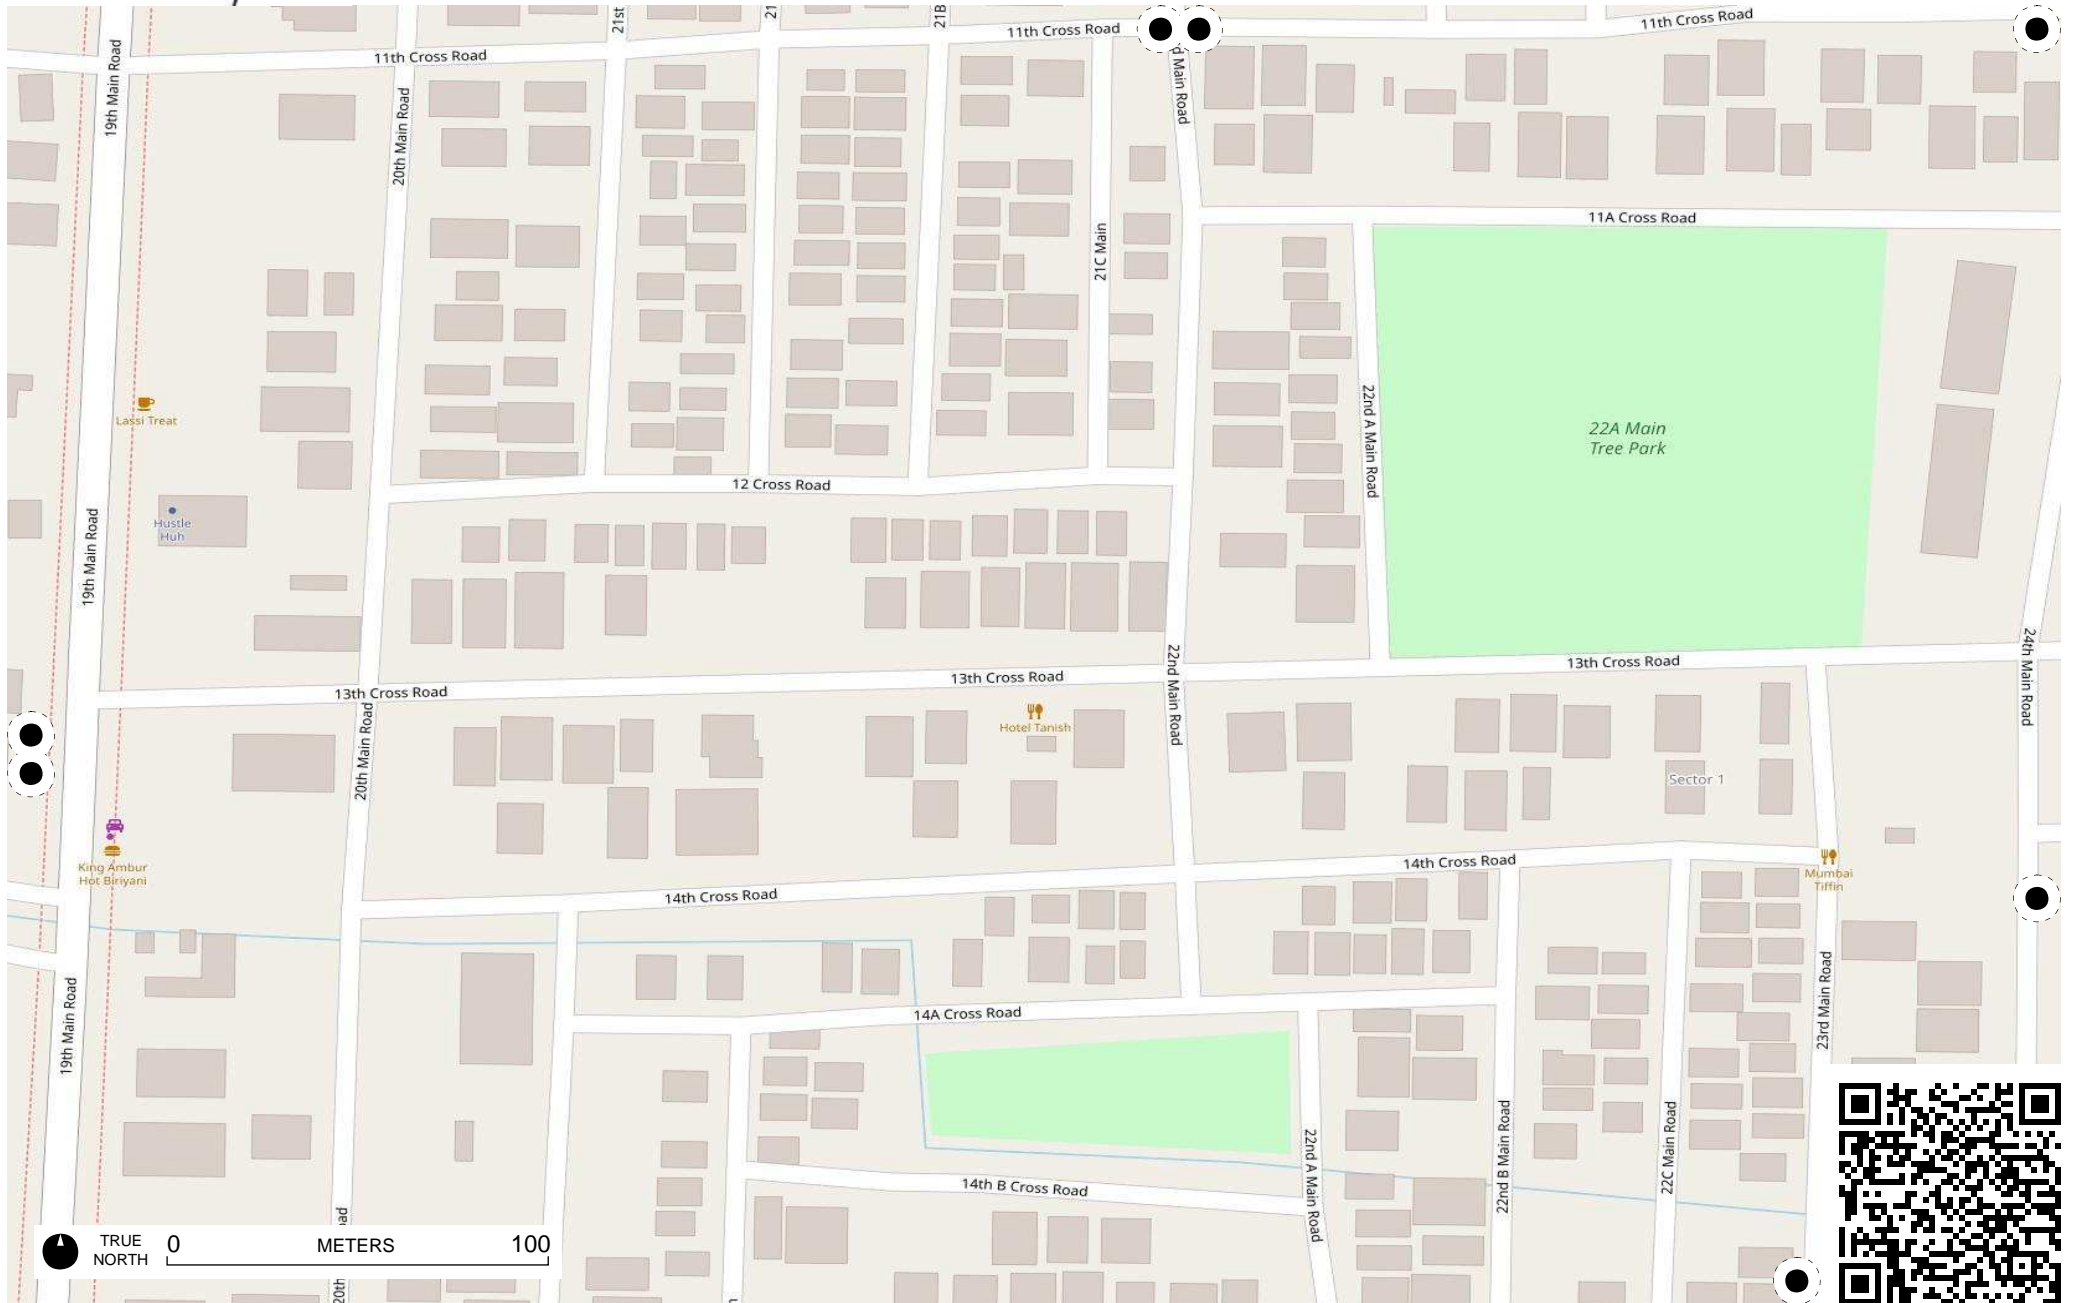 21st
21
21B
11th Cross Road
11th Cross Road
11th Cross Road
19th Main Road
20th Main Road
d Main Road
11A Cross Road
21C Main
22nd A Main Road
22A Main
Tree Park
Lassi Treat
12 Cross Road
Hustle
Huh
19th Main Road
13th Cross Road
13th Cross Road
13th Cross Road
22nd Main Road
24th Main Road
20th Main Road
Hotel Tanish
Sector 1
King Ambur
Hot Biriyani
14th Cross Road
14th Cross Road
Mumbai
Tiffin
19th Main Road
14A Cross Road
23rd Main Road
22nd A Main Road
22nd B Main Road
22C Main Road
14th B Cross Road
oad
20th
TRUE
NORTH
0
METERS
100